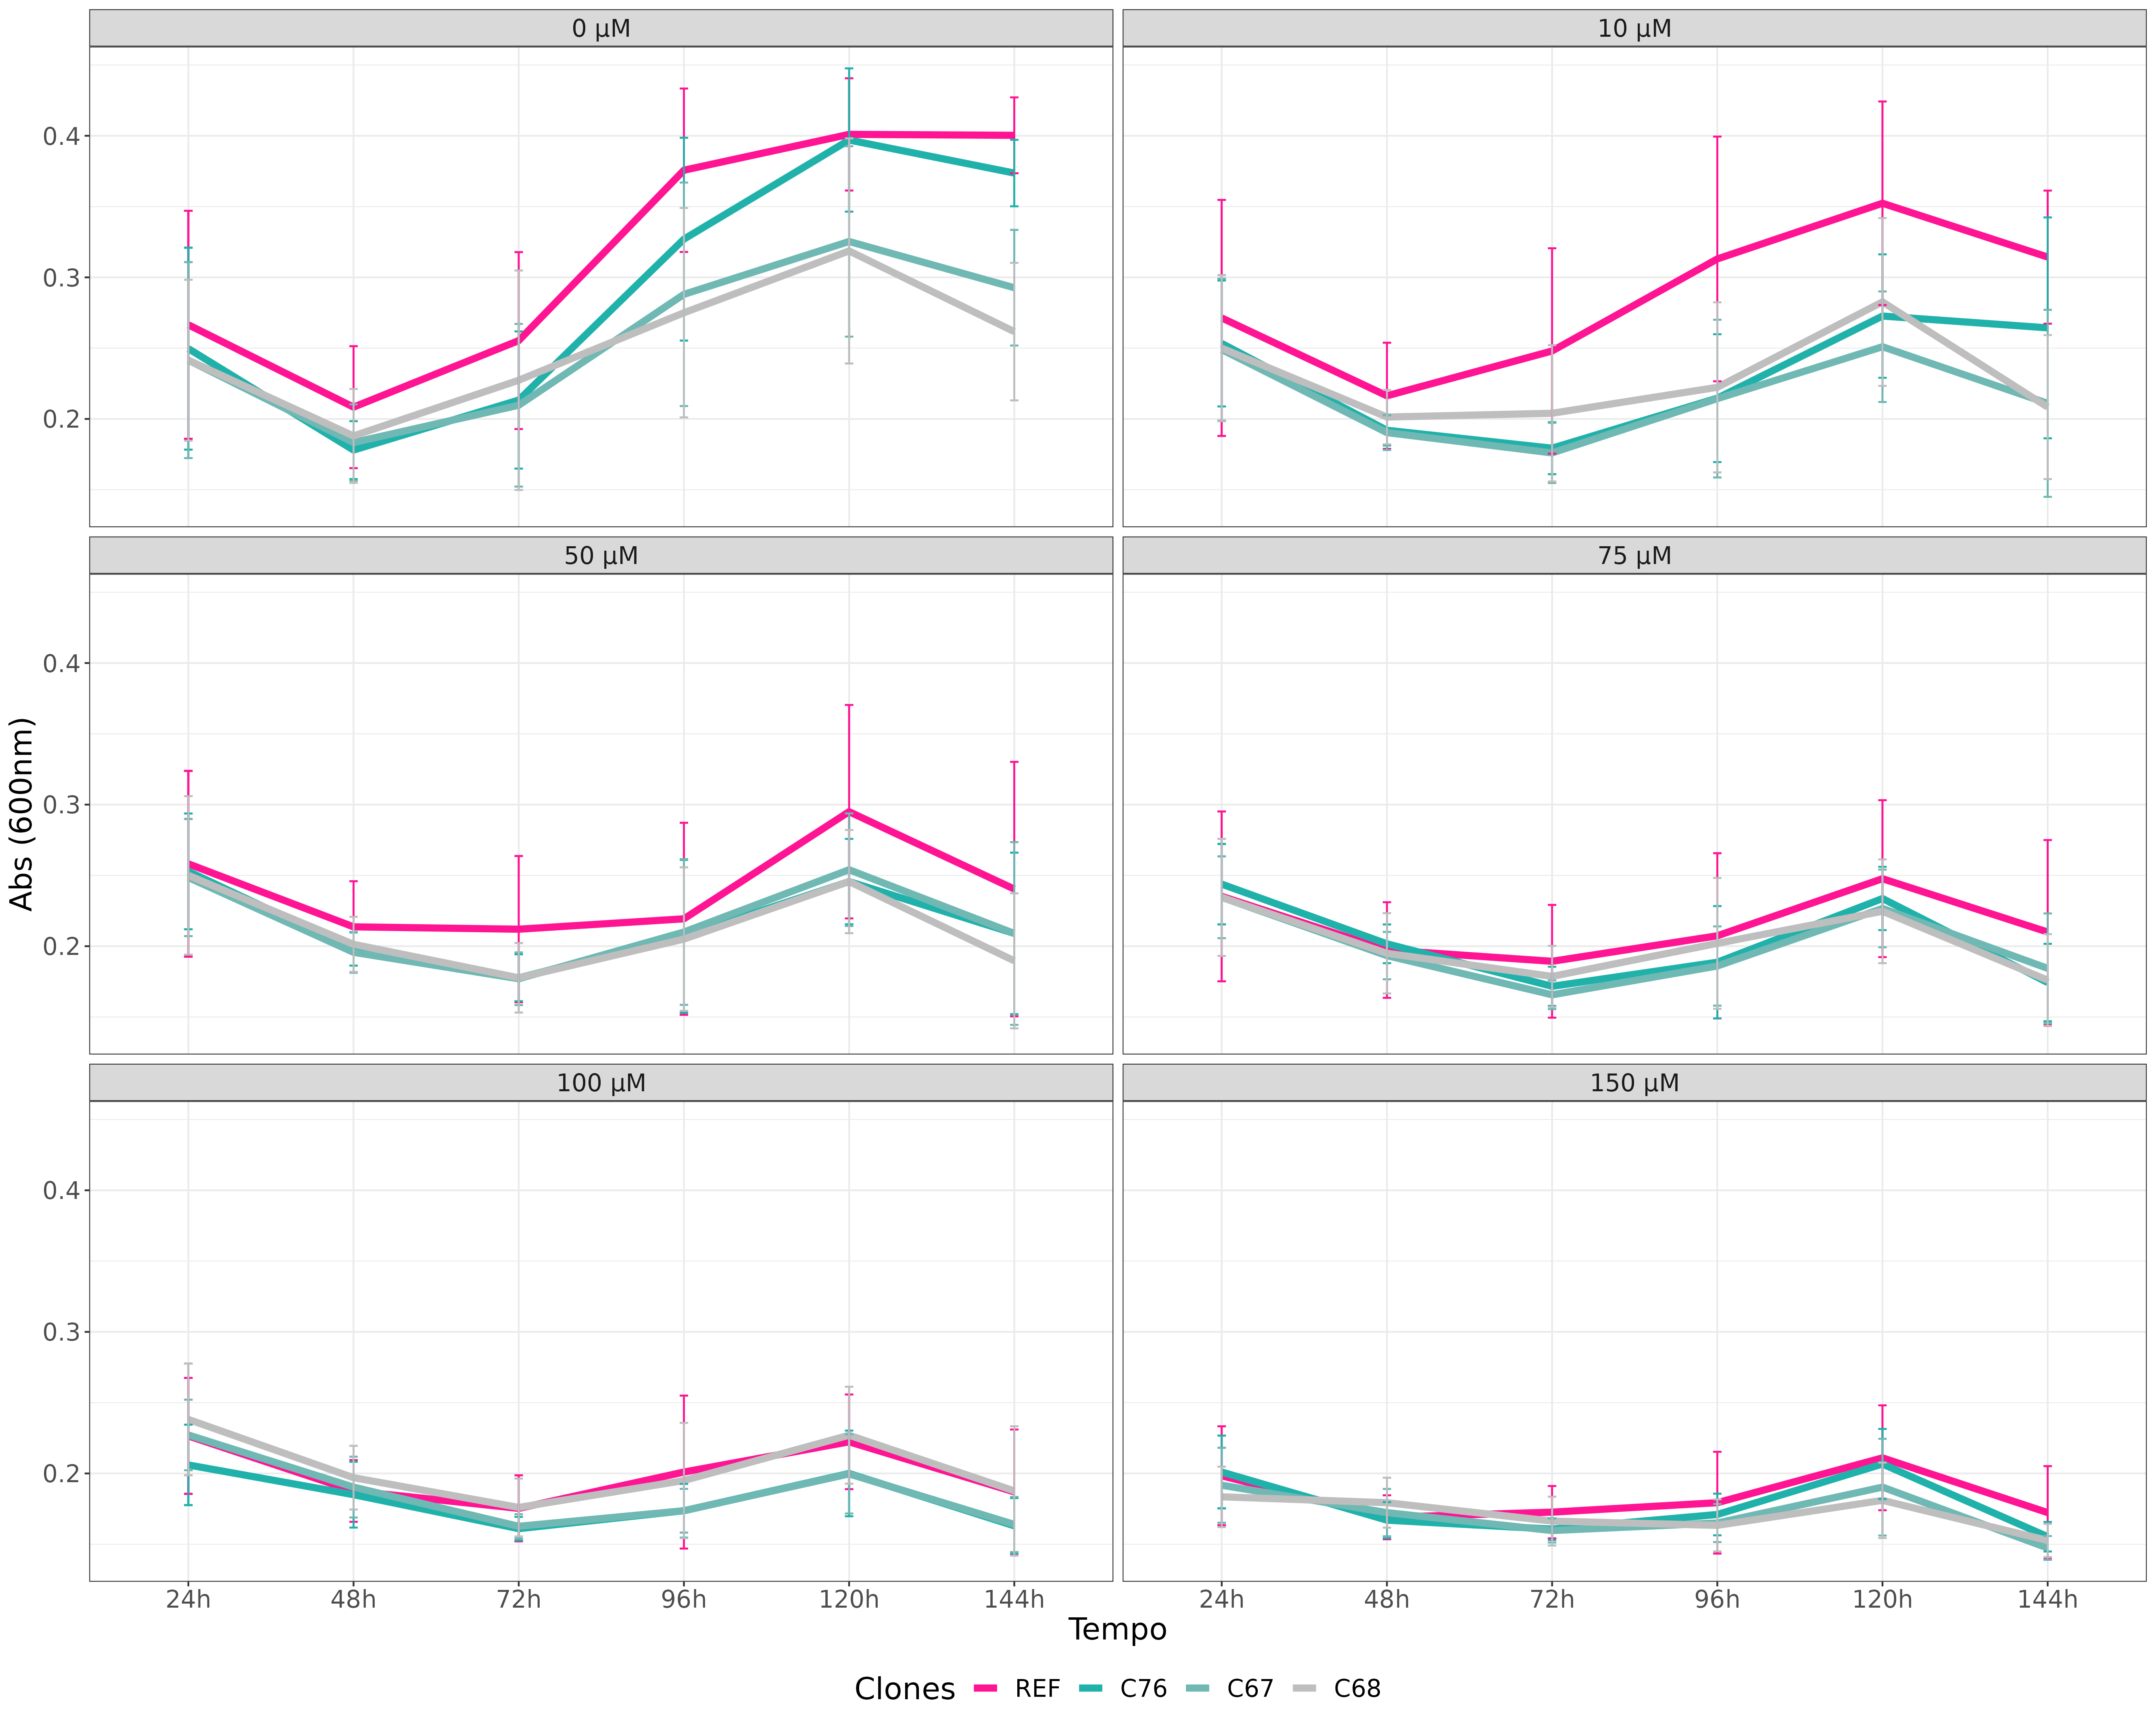 0 µM
10 µM
0.4
0.3
0.2
50 µM
75 µM
0.4
0.3
0.2
Abs (600nm)
100 µM
150 µM
0.4
0.3
0.2
24h 48h 72h 96h 120h 144h
24h 48h 72h 96h 120h 144h
Tempo
Clones REF C76 C67 C68